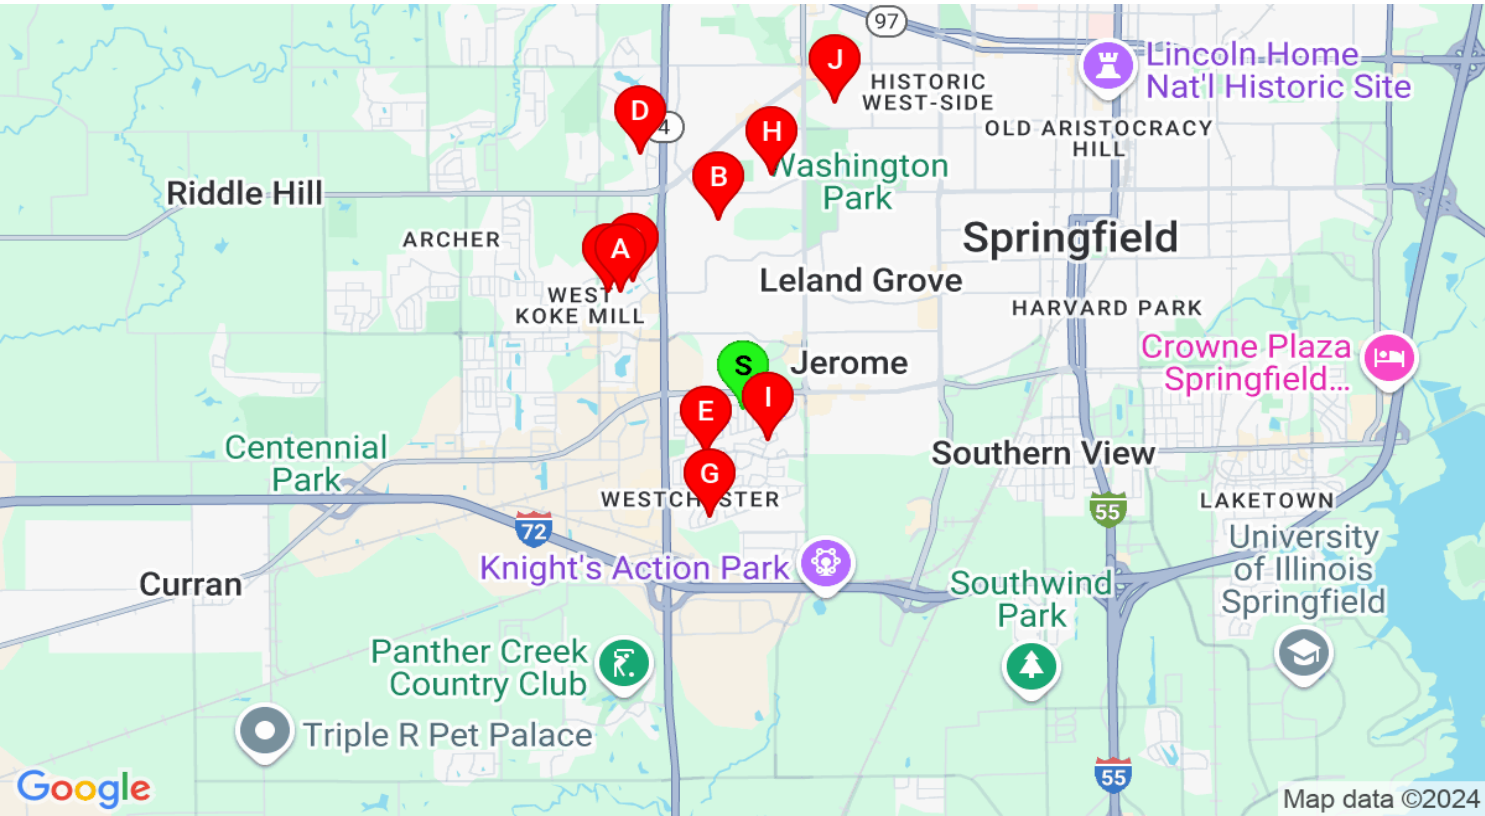 97
J
Lincoln Home
Nat'l Historic Site
HISTORIC
WEST-SIDE
D
4
H
OLD ARISTOCRACY
HILL
B
Washington
Park
Riddle Hill
ARCHER
A
Springfield
Leland Grove
WEST
KOKE MILL
HARVARD PARK
S
Jerome
Crowne Plaza
Springfield...
I
E
Centennial
Park
Southern View
G
WESTCHESTER
LAKETOWN
55
72
University
of Illinois
Springfield
Knight's Action Park
Curran
Southwind
Park
Panther Creek
Country Club
Triple R Pet Palace
55
Google
Map data ©2024